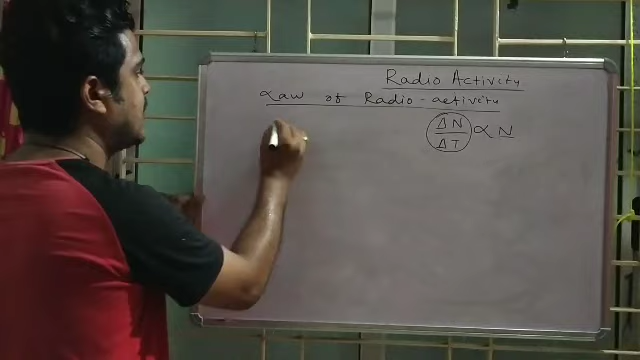 Radio Activity
Law of Radio-activity
ΔN/ΔT ∝ N